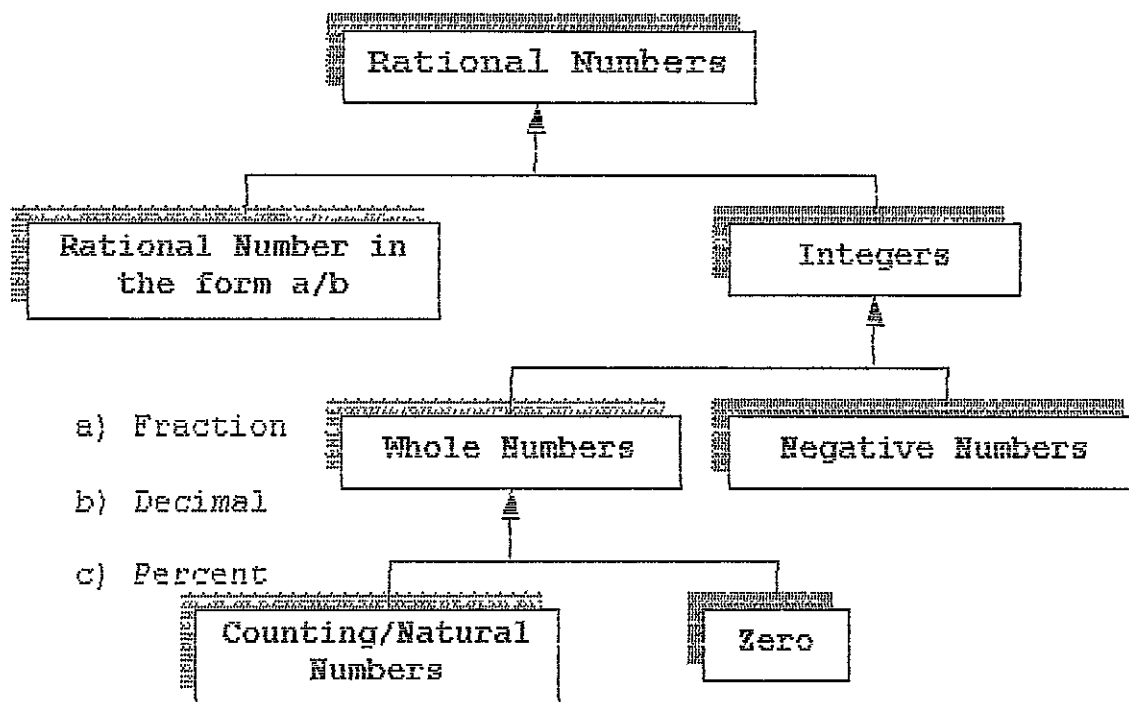 Rational Numbers
Rational Number in
the form a/b
Integers
a) Fraction
b) Decimal
c) Percent
Whole Numbers
Negative Numbers
Counting/Natural
Numbers
Zero